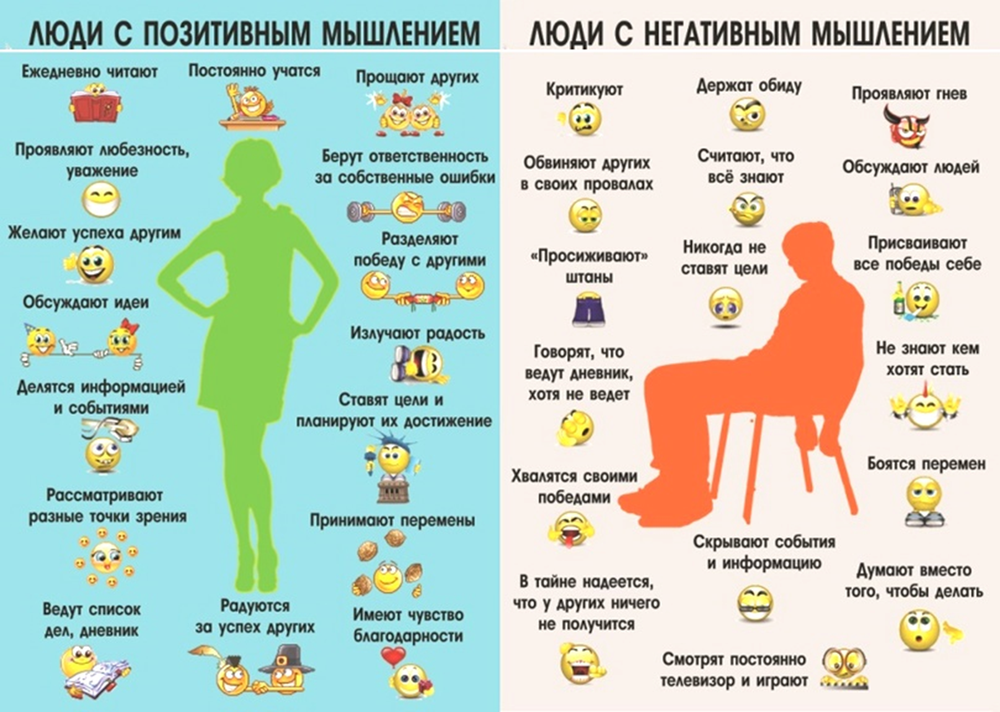 ЛЮДИ С ПОЗИТИВНЫМ МЫШЛЕНИЕМ
Ежедневно читают
Постоянно учатся
Прощают других
Проявляют любезность,
уважение
Берут ответственность
за собственные ошибки
Желают успеха другим
Разделяют
победу с другими
Обсуждают идеи
Излучают радость
Делятся информацией
и событиями
Ставят цели и
планируют их достижение
Рассматривают
разные точки зрения
Принимают перемены
Ведут список
дел, дневник
Радуются
за успех других
Имеют чувство
благодарности
ЛЮДИ С НЕГАТИВНЫМ МЫШЛЕНИЕМ
Критикуют
Держат обиду
Проявляют гнев
Обвиняют других
в своих провалах
Считают, что
всё знают
Обсуждают людей
«Просиживают»
штаны
Никогда не
ставят цели
Присваивают
все победы себе
Говорят, что
ведут дневник,
хотя не ведет
Не знают кем
хотят стать
Хвалятся своими
победами
Боятся перемен
Скрывают события
и информацию
В тайне надеется,
что у других ничего
не получится
Думают вместо
того, чтобы делать
Смотрят постоянно
телевизор и играют